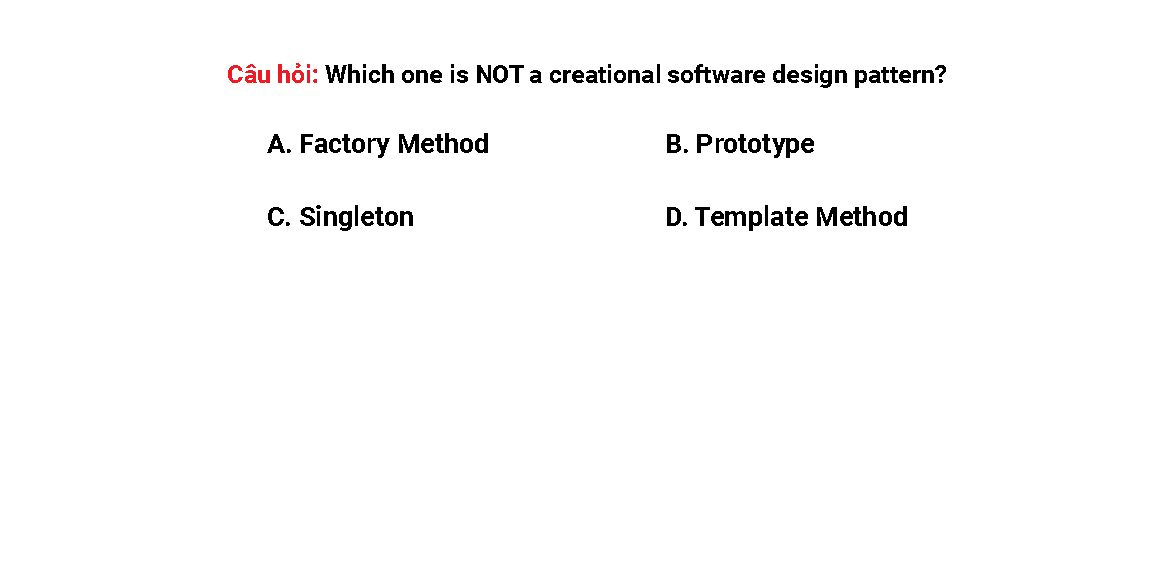 Câu hỏi: Which one is NOT a creational software design pattern?
A. Factory Method B. Prototype
C. Singleton D. Template Method